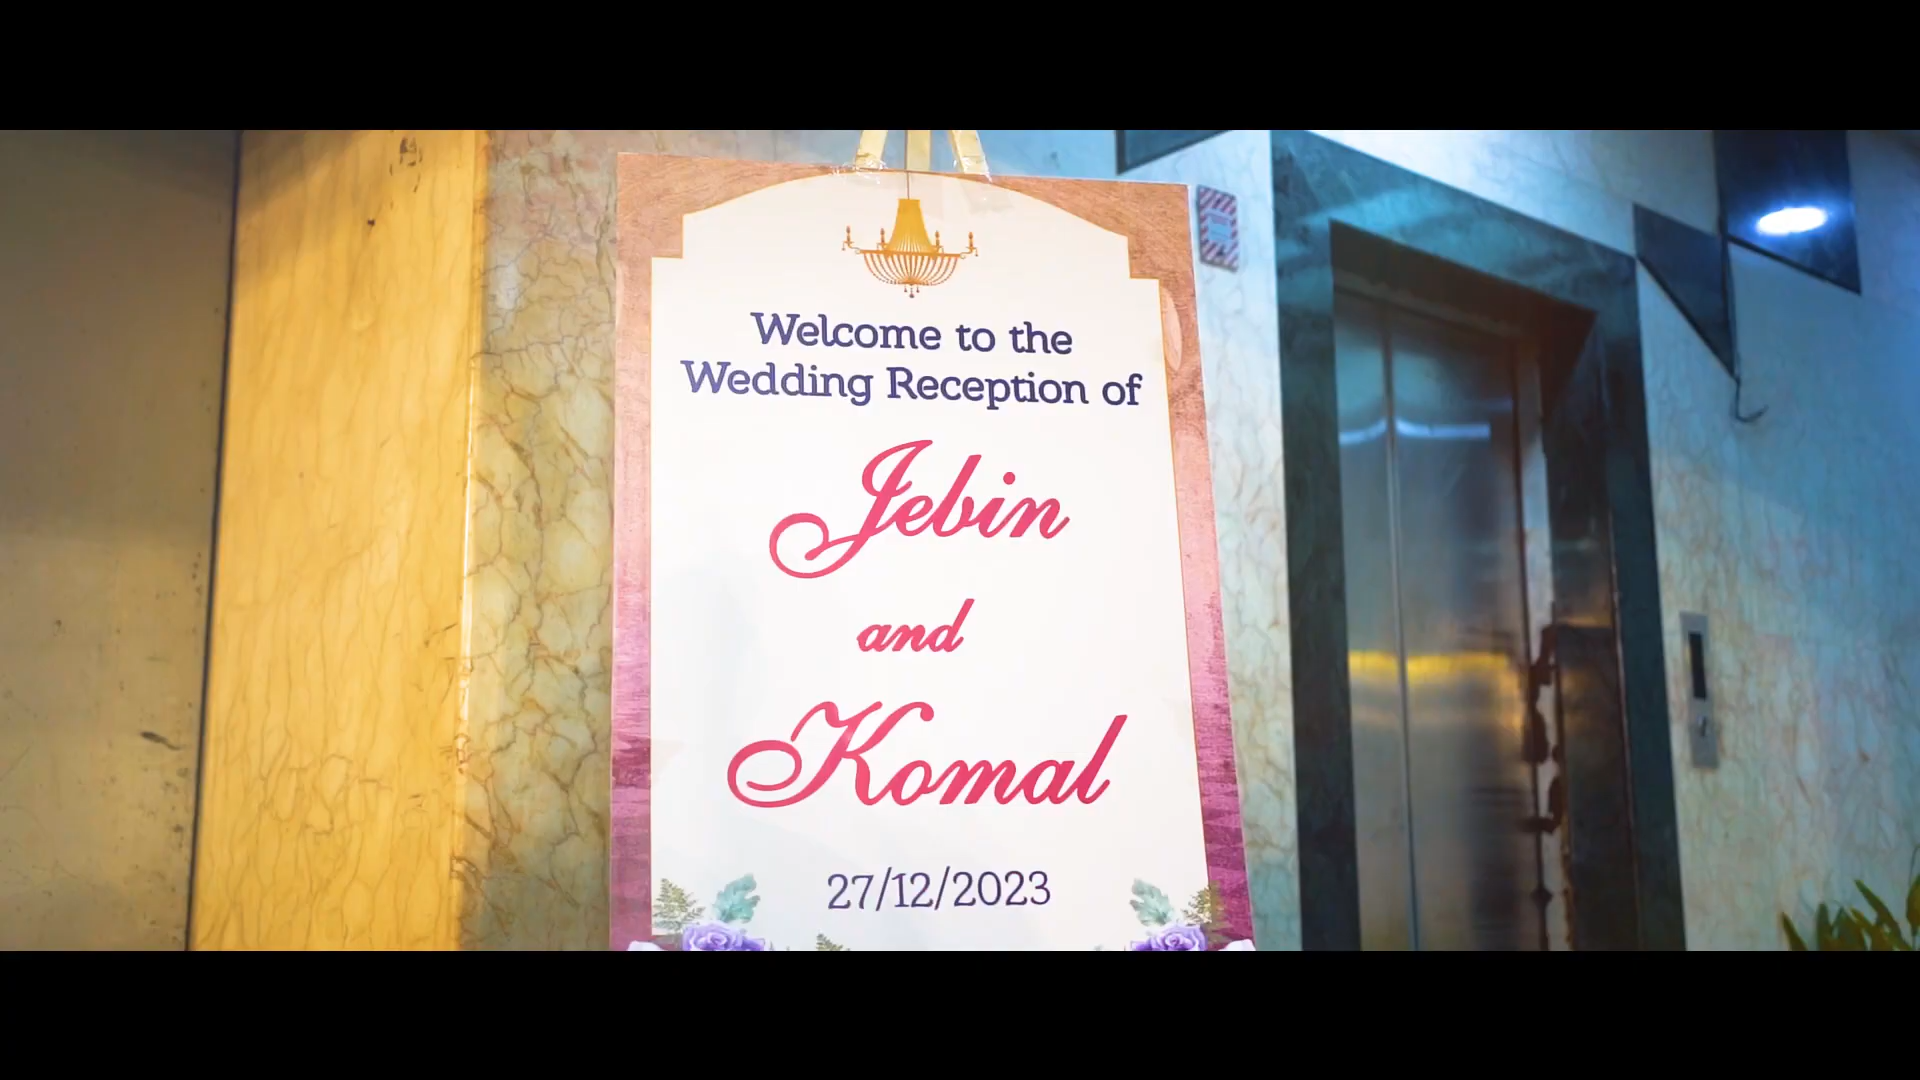 Welcome to the
Wedding Reception of
Jebin
and
Komal
27/12/2023